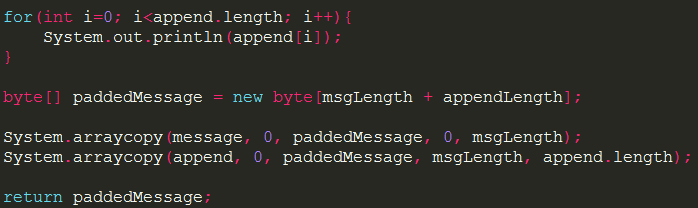 for(int i=0; i<append.length; i++){
System.out.println(append[i]);
}
byte[] paddedMessage = new byte[msgLength + appendLength];
System.arraycopy(message, 0, paddedMessage, 0, msgLength);
System.arraycopy(append, 0, paddedMessage, msgLength, append.length);
return paddedMessage;